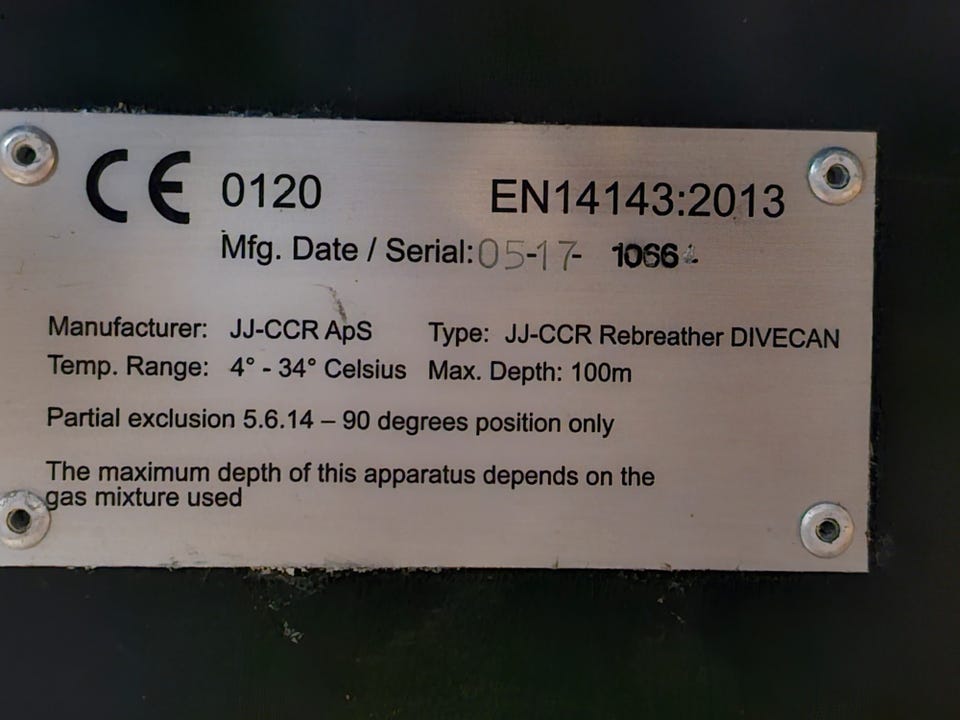 CE 0120 EN14143:2013
Mfg. Date / Serial: 05-17-
Manufacturer: JJ-CCR ApS Type: JJ-CCR Rebreather DIVECAN
Temp. Range: 4° - 34° Celsius Max. Depth: 100m
Partial exclusion 5.6.14 – 90 degrees position only
The maximum depth of this apparatus depends on the
gas mixture used